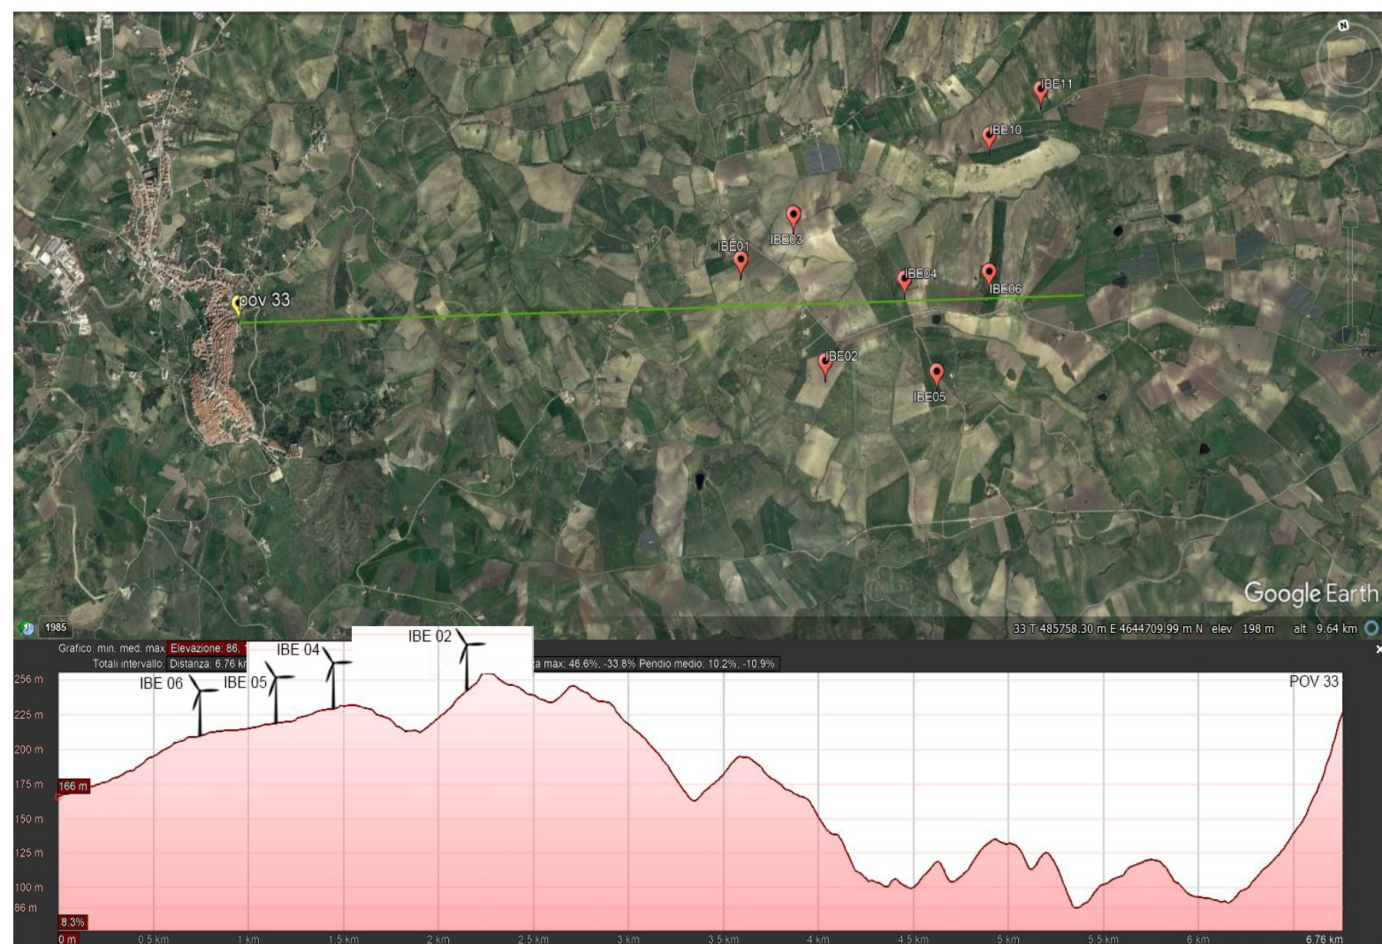 N
IBE11
IBE10
IBE03
IBE01
IBE04
IBE06
pov 33
IBE02
IBE05
Google Earth
1985
33 T 485758.30 m E 4644709.99 m N elev 198 m alt 9.64 km
Grafico: min. med. max Elevazione: 86,
Totali intervallo: Distanza: 6.76 km max: 46.6%, -33.8% Pendio medio: 10.2%, -10.9%
IBE 06
IBE 05
IBE 04
IBE 02
POV 33
256 m
225 m
200 m
175 m
166 m
150 m
125 m
100 m
86 m
8.3%
0 m 0.5 km 1 km 1.5 km 2 km 2.5 km 3 km 3.5 km 4 km 4.5 km 5 km 5.5 km 6 km 6.76 km